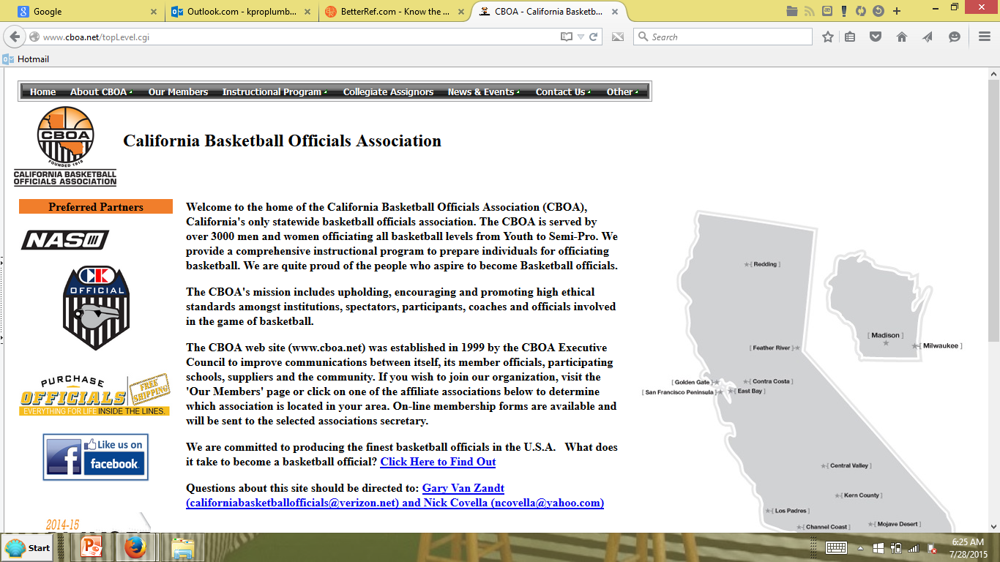 Google
Outlook.com - kproplumb...
BetterRef.com - Know the ...
CBOA - California Basketb...
www.cboa.net/topLevel.cgi
Search
Hotmail
Home About CBOA Our Members Instructional Program Collegiate Assignors News & Events Contact Us Other
CBOA
FOUNDED 1916
CALIFORNIA BASKETBALL
OFFICIALS ASSOCIATION
California Basketball Officials Association
Preferred Partners
NASO
CK
OFFICIAL
PURCHASE
OFFICIALS
FREE
SHIPPING
EVERYTHING FOR LIFE INSIDE THE LINES.
Like us on
facebook
2014-15
Welcome to the home of the California Basketball Officials Association (CBOA),
California's only statewide basketball officials association. The CBOA is served by
over 3000 men and women officiating all basketball levels from Youth to Semi-Pro. We
provide a comprehensive instructional program to prepare individuals for officiating
basketball. We are quite proud of the people who aspire to become Basketball officials.
The CBOA's mission includes upholding, encouraging and promoting high ethical
standards amongst institutions, spectators, participants, coaches and officials involved
in the game of basketball.
The CBOA web site (www.cboa.net) was established in 1999 by the CBOA Executive
Council to improve communications between itself, its member officials, participating
schools, suppliers and the community. If you wish to join our organization, visit the
'Our Members' page or click on one of the affiliate associations below to determine
which association is located in your area. On-line membership forms are available and
will be sent to the selected associations secretary.
We are committed to producing the finest basketball officials in the U.S.A. What does
it take to become a basketball official? Click Here to Find Out
Questions about this site should be directed to: Gary Van Zandt
(californiabasketballofficials@verizon.net) and Nick Covella (ncovella@yahoo.com)
[ Redding ]
[ Madison ]
[ Milwaukee ]
[ Feather River ]
[ Golden Gate ]
[ Contra Costa ]
[ San Francisco Peninsula ]
[ East Bay ]
[ Central Valley ]
[ Kern County ]
[ Los Padres ]
[ Channel Coast ]
[ Mojave Desert ]
Start
6:25 AM
7/28/2015